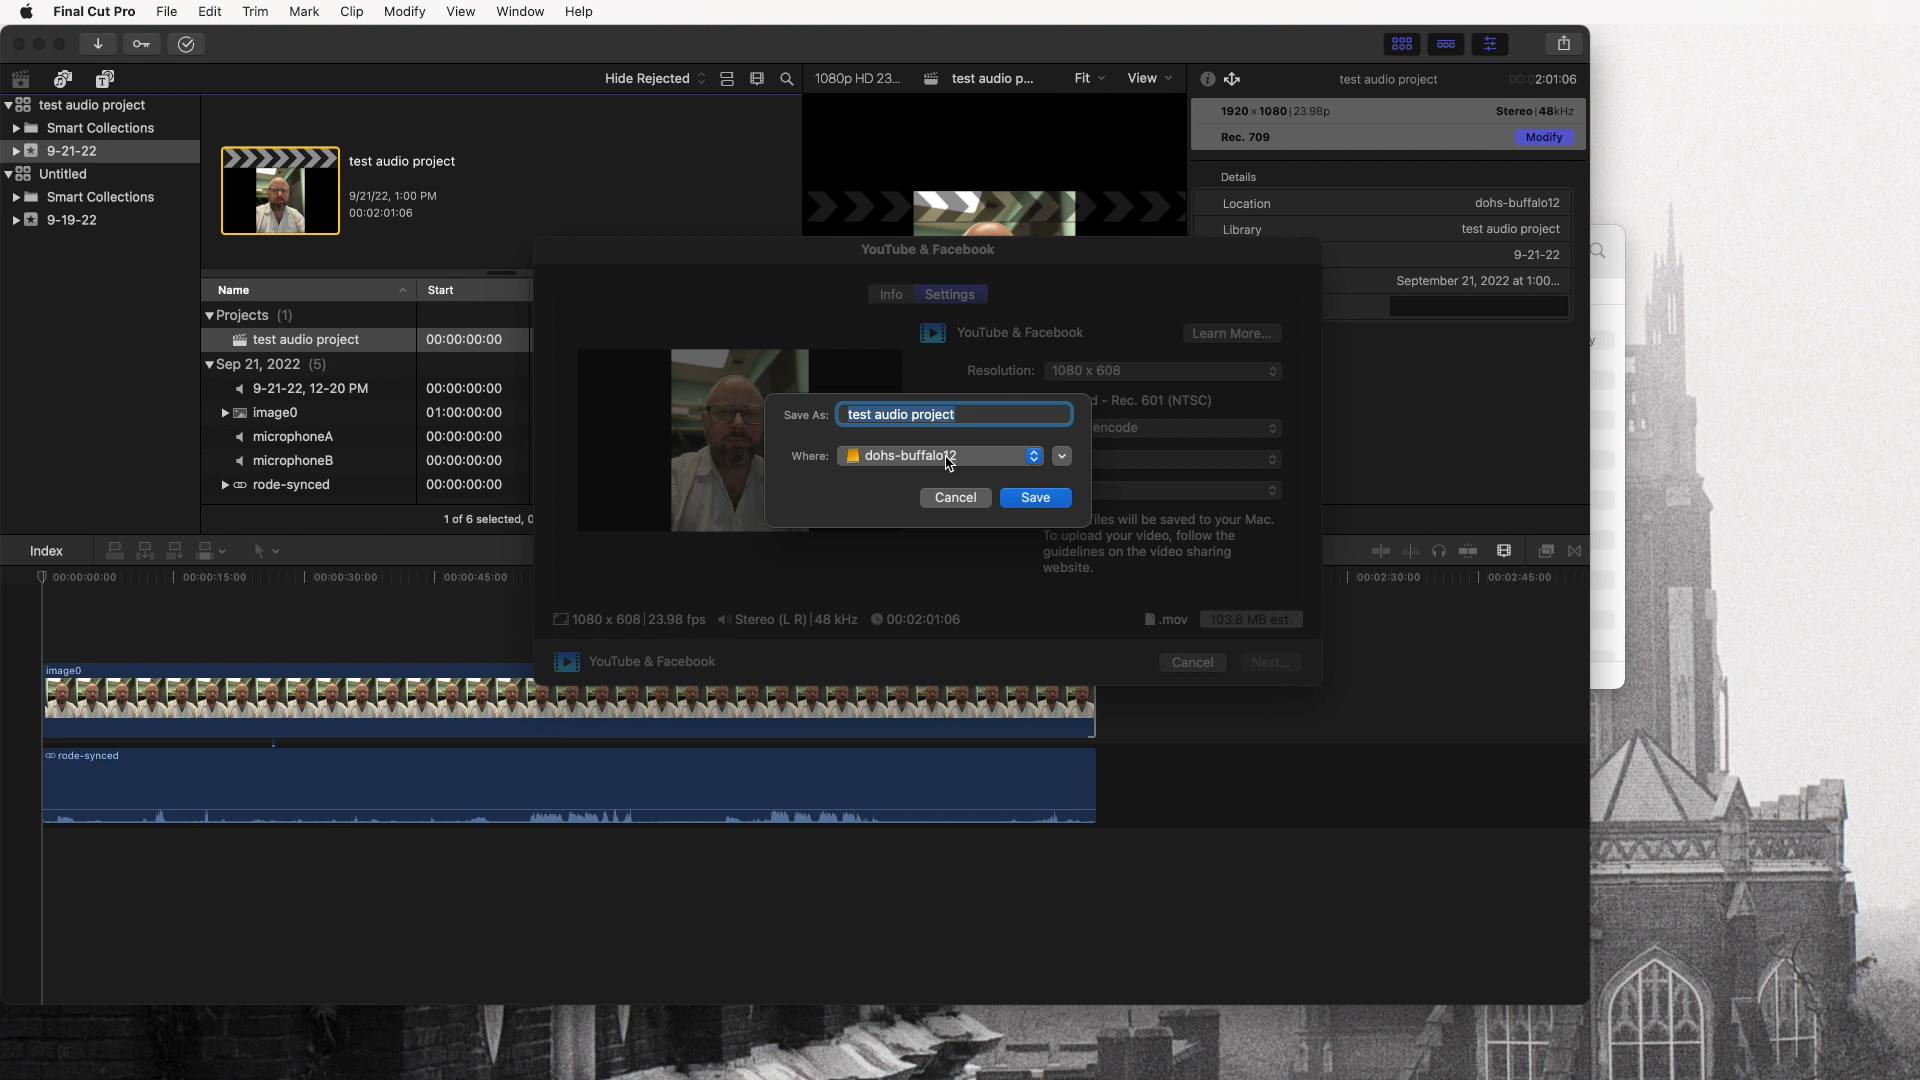 Final Cut Pro File Edit Trim Mark Clip Modify View Window Help
Hide Rejected
1080p HD 23... test audio p... Fit View
test audio project 00:00:02:01:06
test audio project
Smart Collections
9-21-22
Untitled
Smart Collections
9-19-22
test audio project
9/21/22, 1:00 PM
00:02:01:06
1920 × 1080 | 23.98p Stereo | 48kHz
Rec. 709 Modify
Details
Location dohs-buffalo12
Library test audio project
9-21-22
September 21, 2022 at 1:00...
Name Start
Projects (1)
test audio project 00:00:00:00
Sep 21, 2022 (5)
9-21-22, 12-20 PM 00:00:00:00
image0 01:00:00:00
microphoneA 00:00:00:00
microphoneB 00:00:00:00
rode-synced 00:00:00:00
1 of 6 selected, 0
YouTube & Facebook
Info Settings
YouTube & Facebook Learn More...
Resolution: 1080 x 608
d - Rec. 601 (NTSC)
encode
Save As: test audio project
Where: dohs-buffalo12
Cancel Save
files will be saved to your Mac.
To upload your video, follow the
guidelines on the video sharing
website.
1080 x 608 | 23.98 fps Stereo (L R) | 48 kHz 00:02:01:06 .mov 103.8 MB est.
YouTube & Facebook Cancel Next...
Index
00:00:00:00 00:00:15:00 00:00:30:00 00:00:45:00 00:02:30:00 00:02:45:00
image0
rode-synced